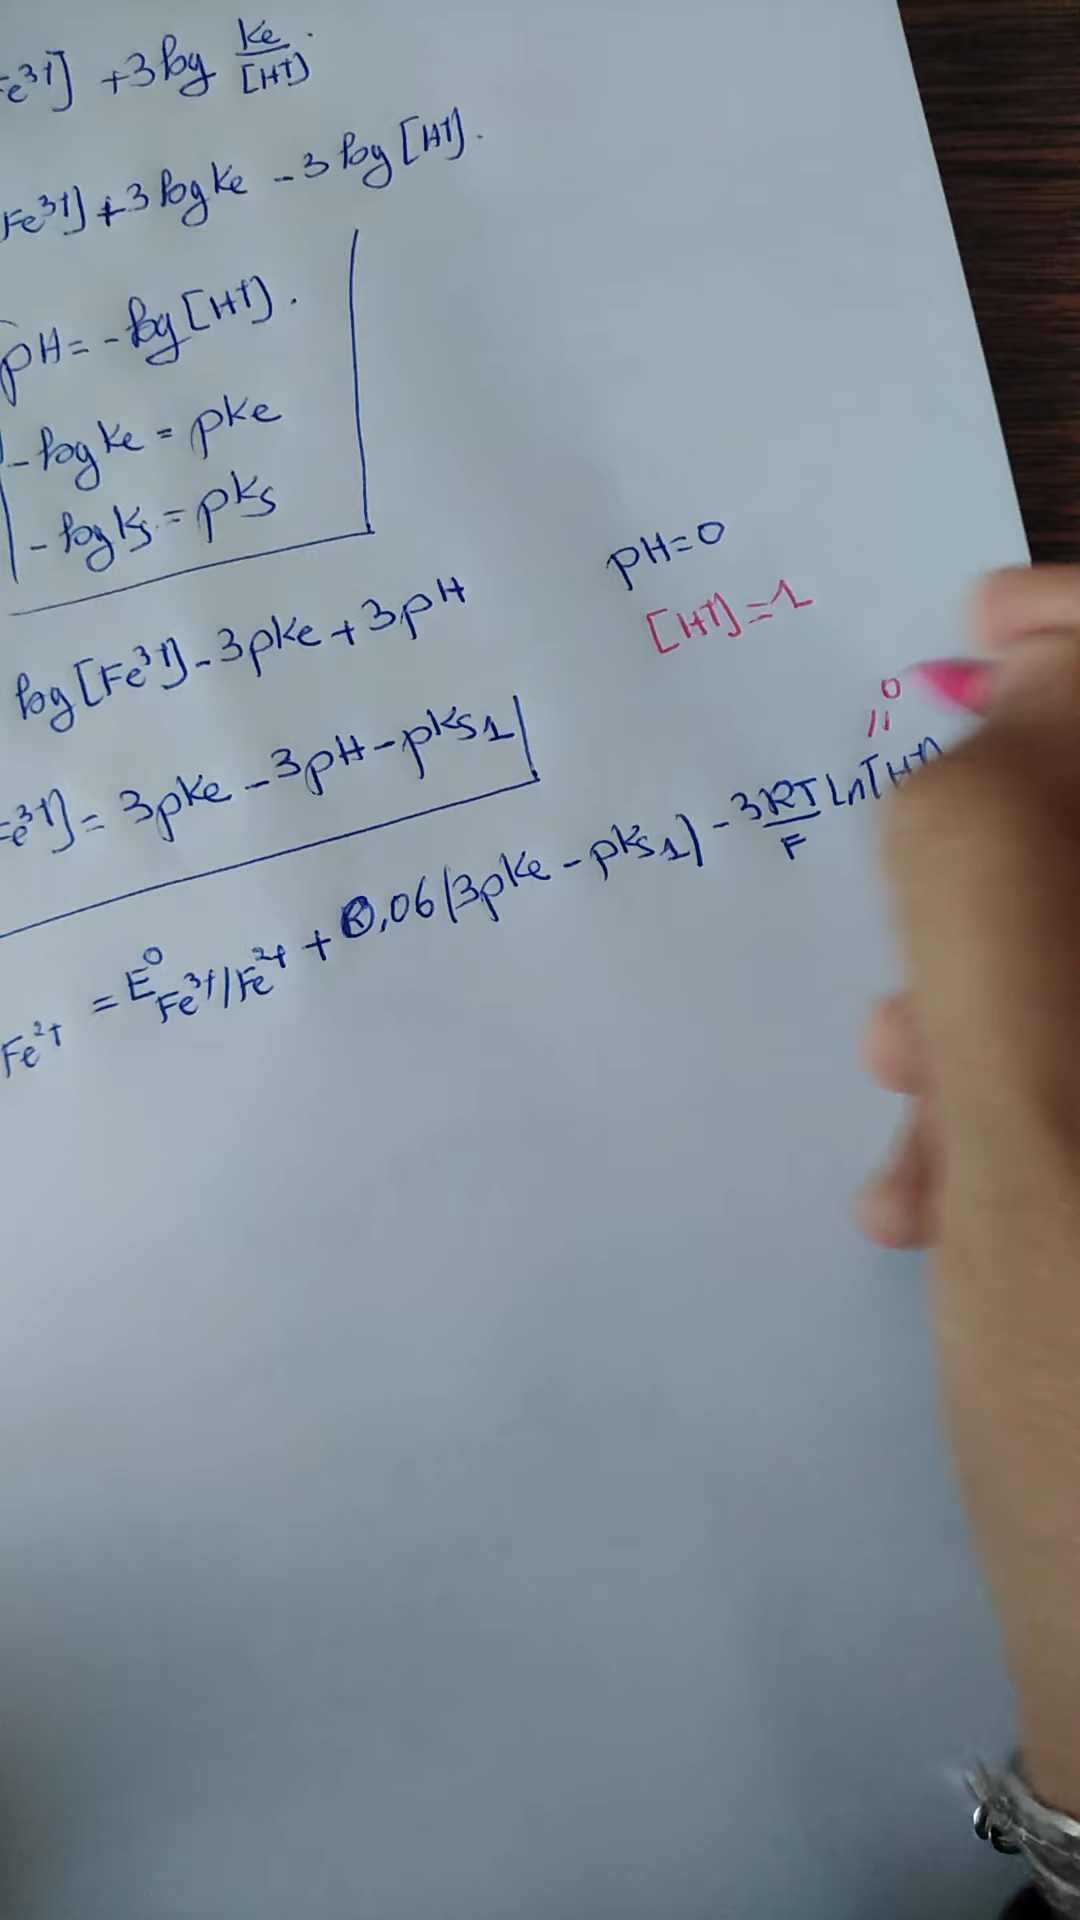 e³⁺] + 3 log Ke/[H⁺].
Fe³⁺] + 3 log Ke - 3 log [H⁺].
pH = - log [H⁺].
- log Ke = pKe
- log Ks = pKs
pH = 0
[H⁺] = 1
log [Fe³⁺] - 3pKe + 3pH
e³⁺] = 3pKe - 3pH - pKs1
0
=
Fe²⁺ = E⁰ Fe³⁺/Fe²⁺ + 0,06 (3pKe - pKs1) - 3RT/F Ln [H⁺]